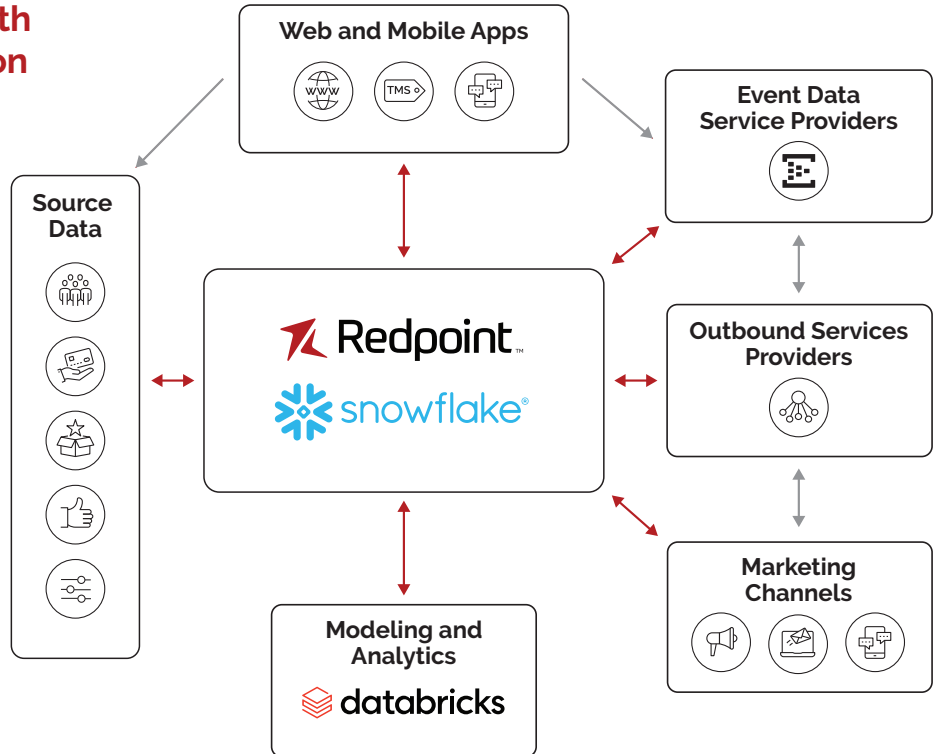 th
on
Web and Mobile Apps
WWW
TMS
Event Data
Service Providers
Source
Data
Redpoint™
snowflake®
Outbound Services
Providers
Marketing
Channels
Modeling and
Analytics
databricks